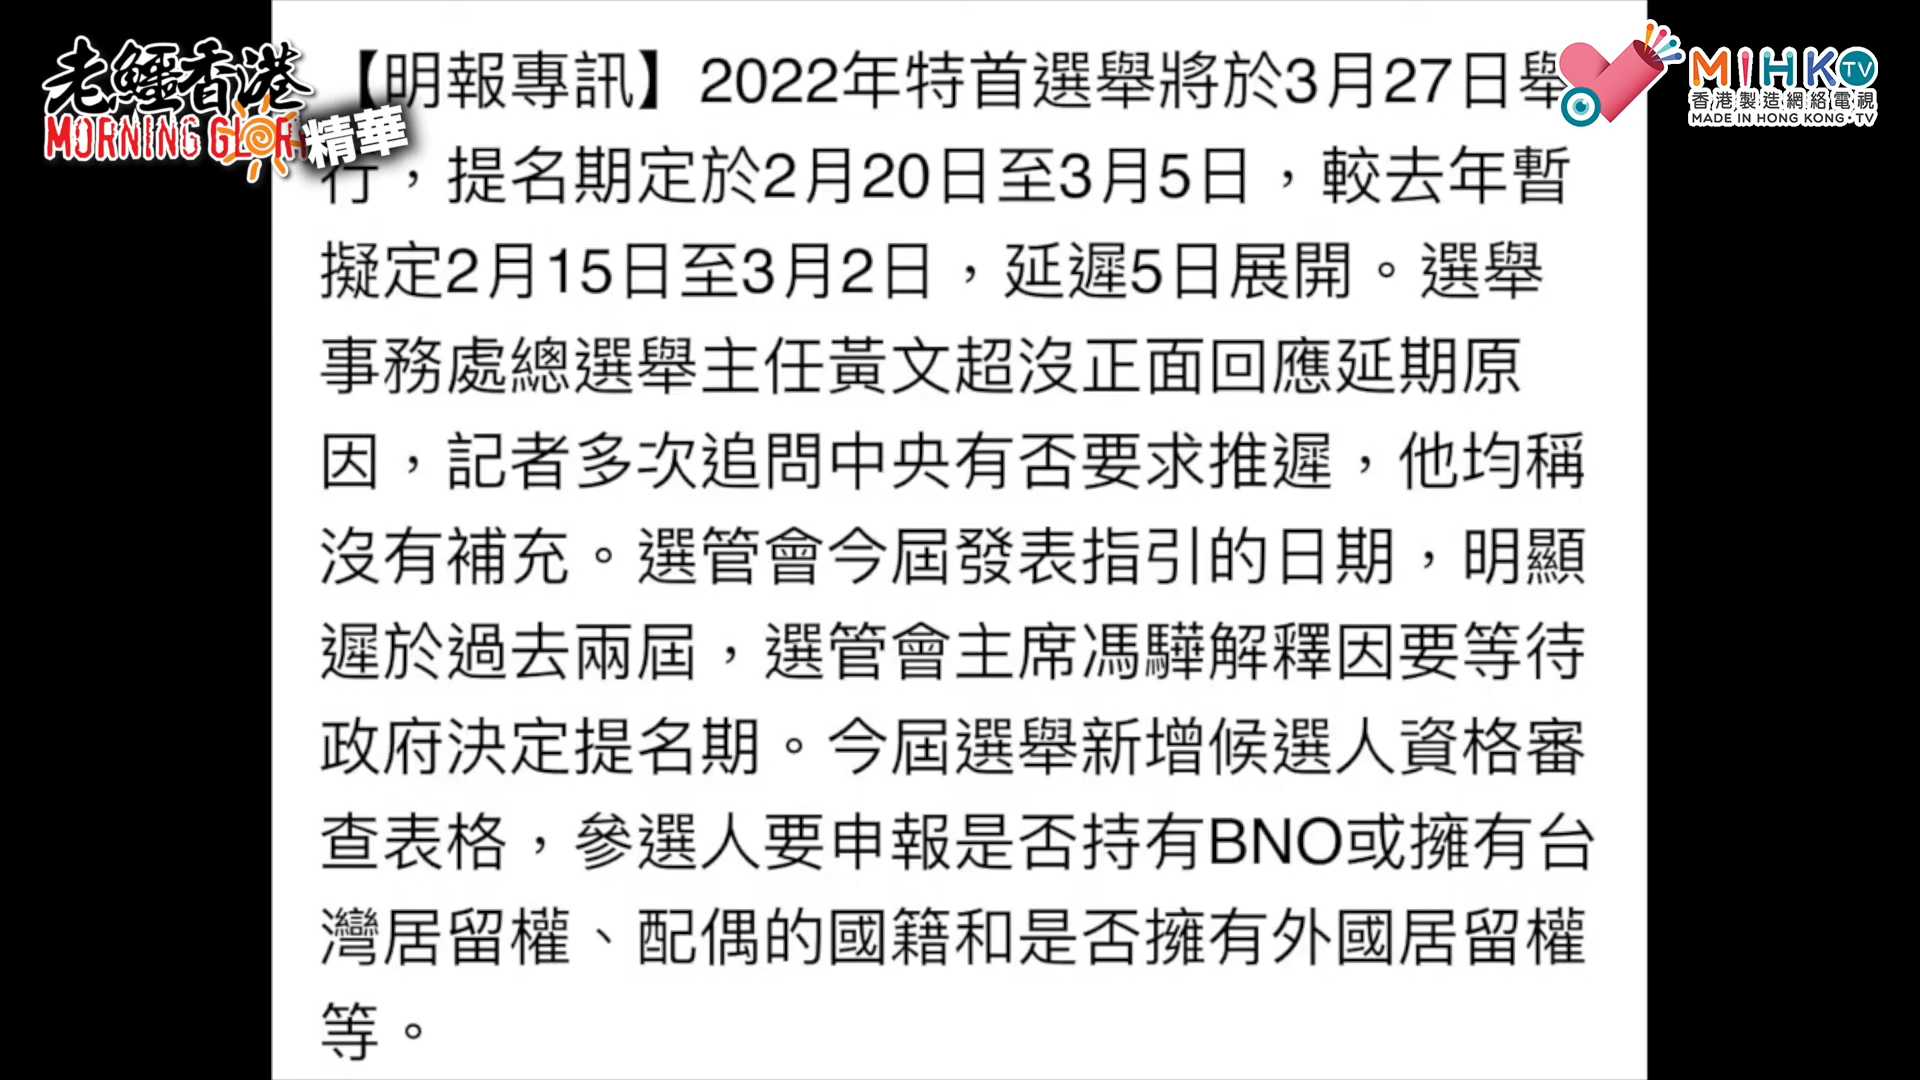 老鱷香港
MORNING GLOR
精華
MIHK TV
香港製造網絡電視
MADE IN HONG KONG·TV
【明報專訊】2022年特首選舉將於3月27日舉
行，提名期定於2月20日至3月5日，較去年暫
擬定2月15日至3月2日，延遲5日展開。選舉
事務處總選舉主任黃文超沒正面回應延期原
因，記者多次追問中央有否要求推遲，他均稱
沒有補充。選管會今屆發表指引的日期，明顯
遲於過去兩屆，選管會主席馮驊解釋因要等待
政府決定提名期。今屆選舉新增候選人資格審
查表格，參選人要申報是否持有BNO或擁有台
灣居留權、配偶的國籍和是否擁有外國居留權
等。